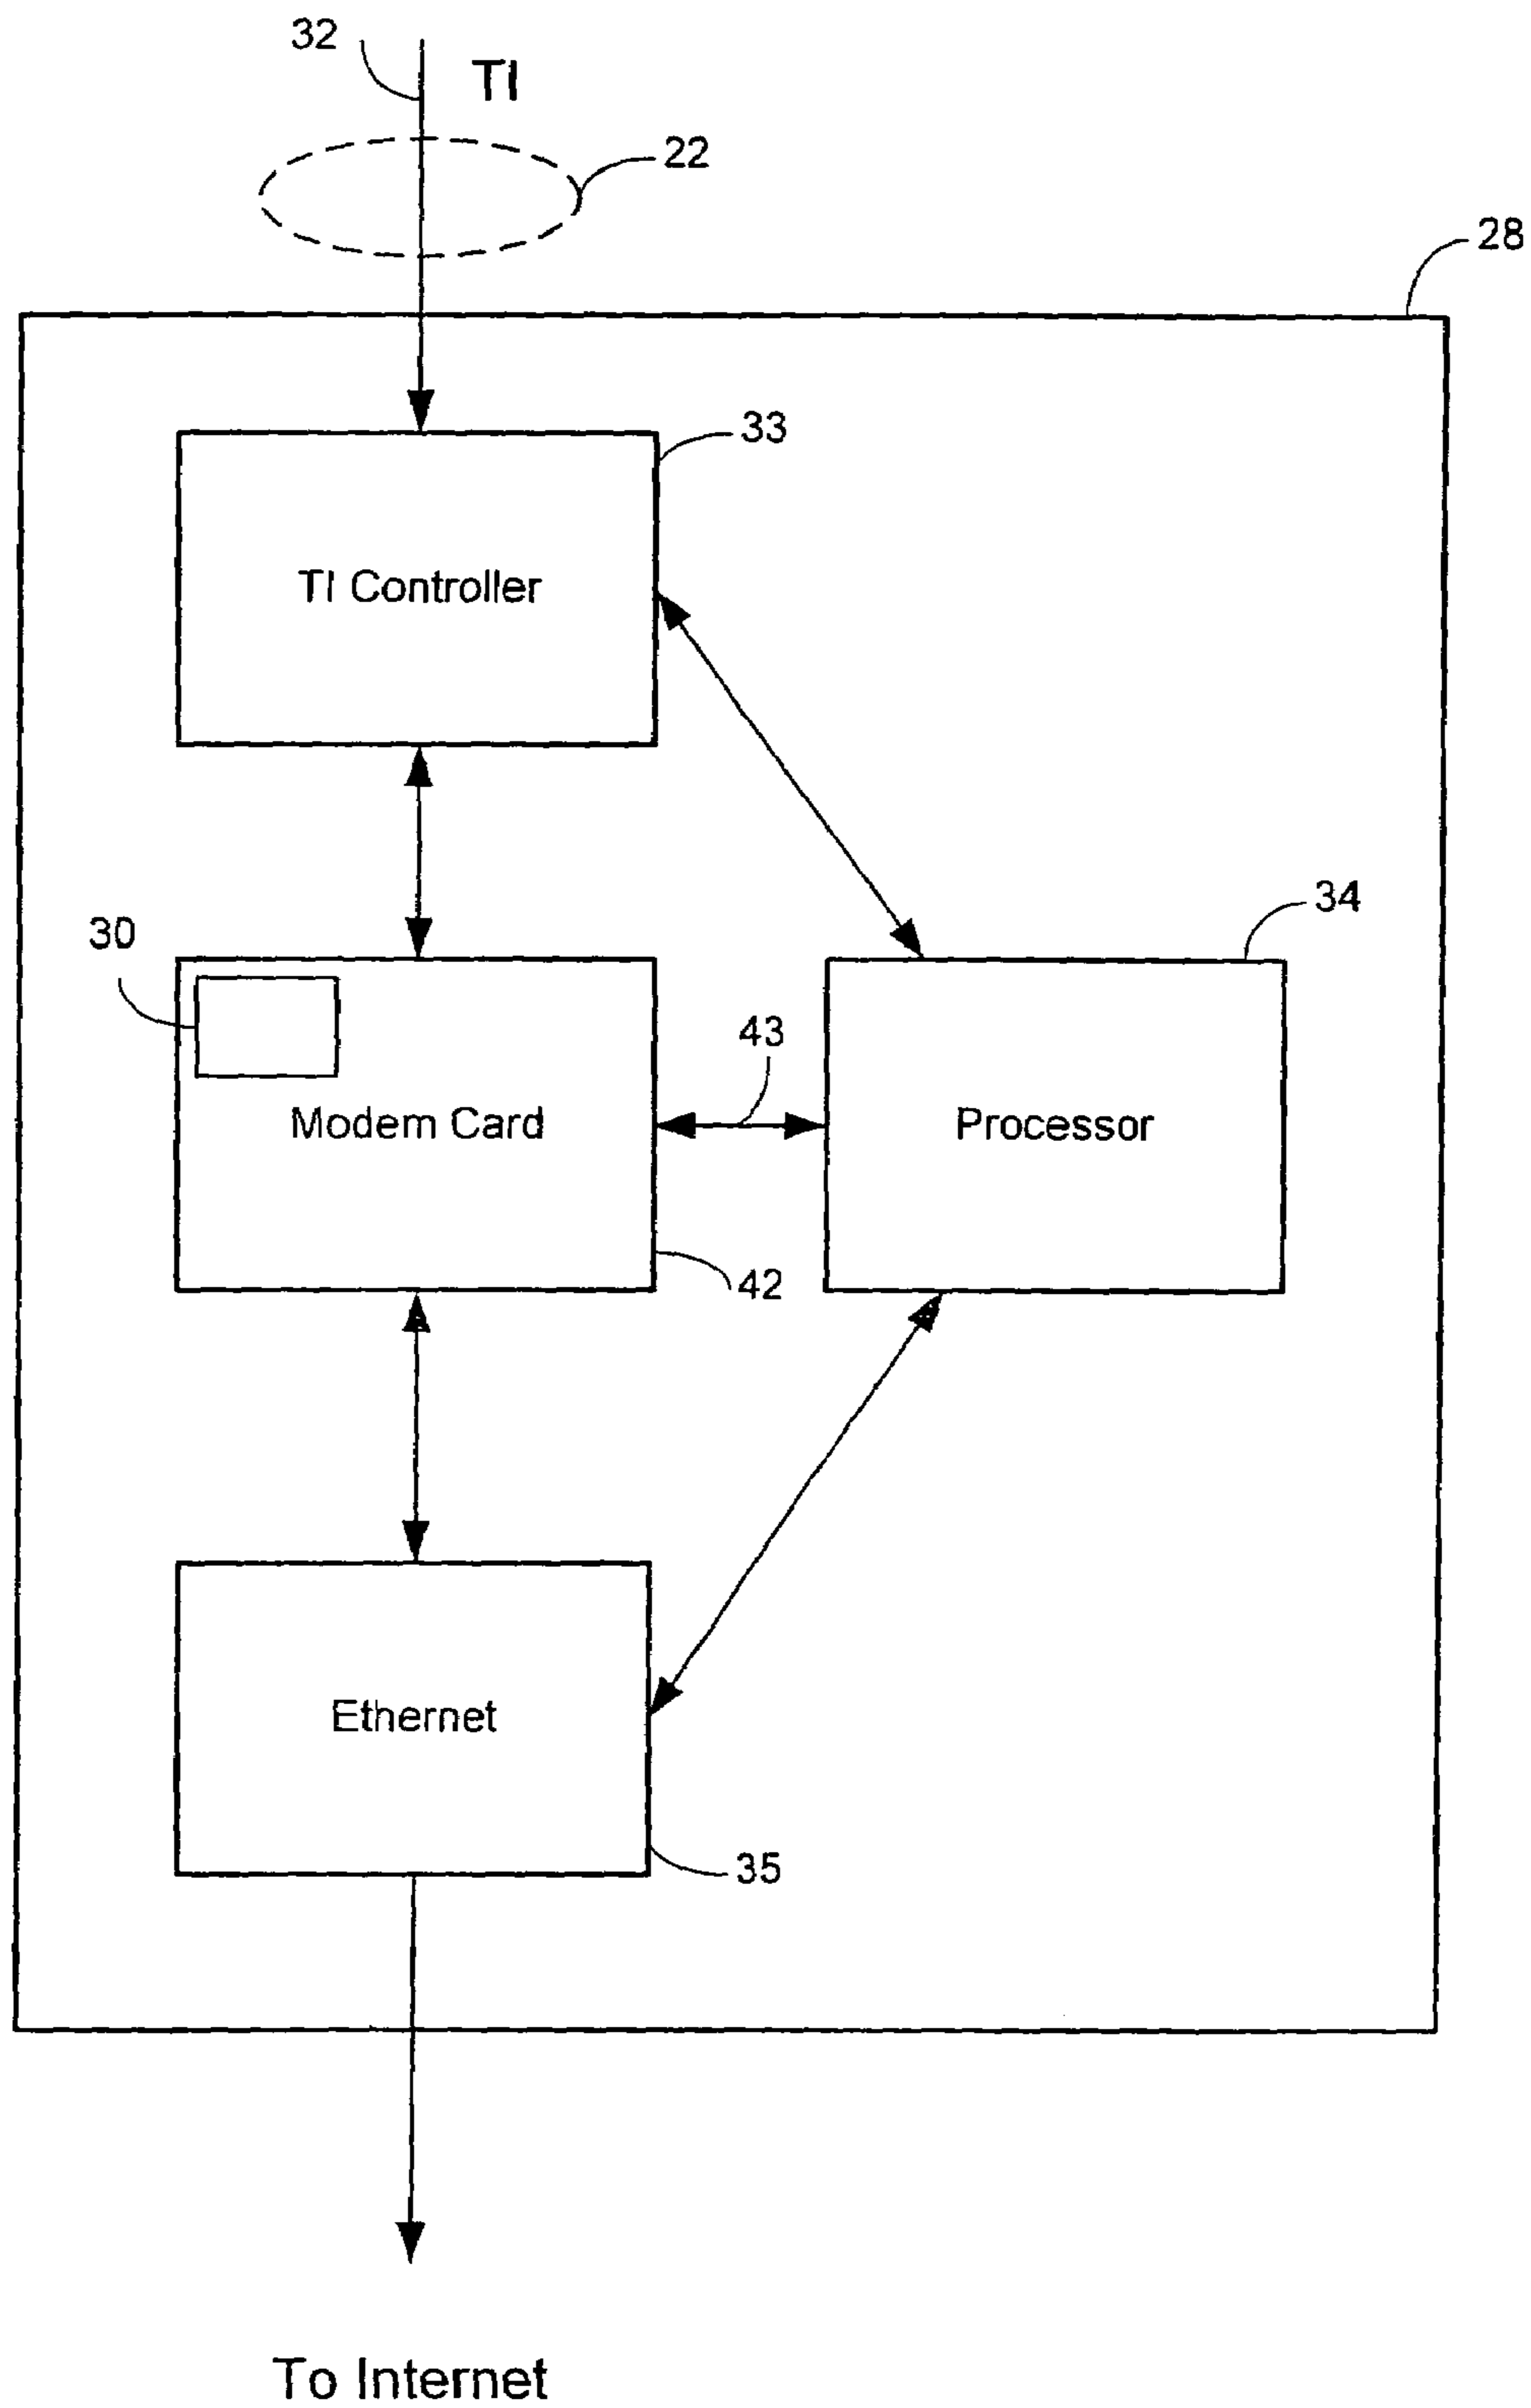 32
TI
22
28
33
TI Controller
34
30
43
Modem Card
Processor
42
Ethernet
35
To Internet